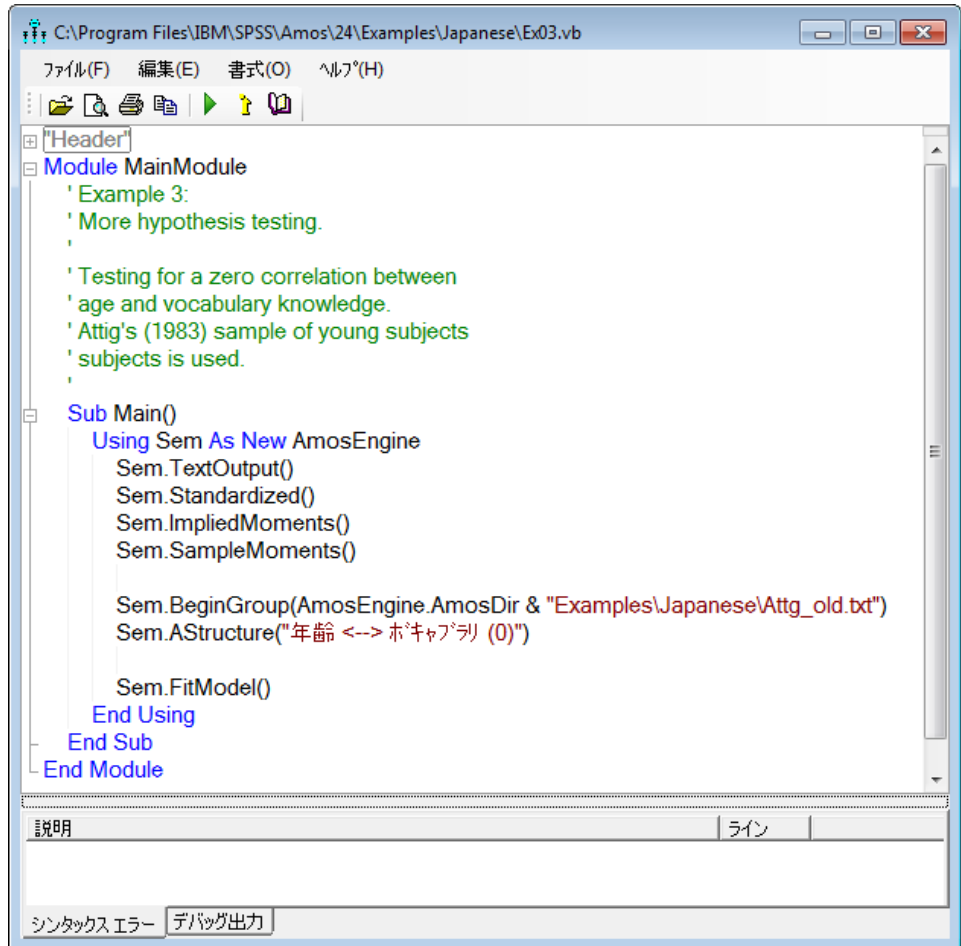 C:\Program Files\IBM\SPSS\Amos\24\Examples\Japanese\Ex03.vb
ファイル(F) 編集(E) 書式(O) ヘルプ(H)
"Header"
Module MainModule
' Example 3:
' More hypothesis testing.
'
' Testing for a zero correlation between
' age and vocabulary knowledge.
' Attig's (1983) sample of young subjects
' subjects is used.
'
Sub Main()
Using Sem As New AmosEngine
Sem.TextOutput()
Sem.Standardized()
Sem.ImpliedMoments()
Sem.SampleMoments()
Sem.BeginGroup(AmosEngine.AmosDir & "Examples\Japanese\Attg_old.txt")
Sem.AStructure("年齢 <--> ボキャブラリ (0)")
Sem.FitModel()
End Using
End Sub
End Module
説明 ライン
シンタックス エラー デバッグ出力